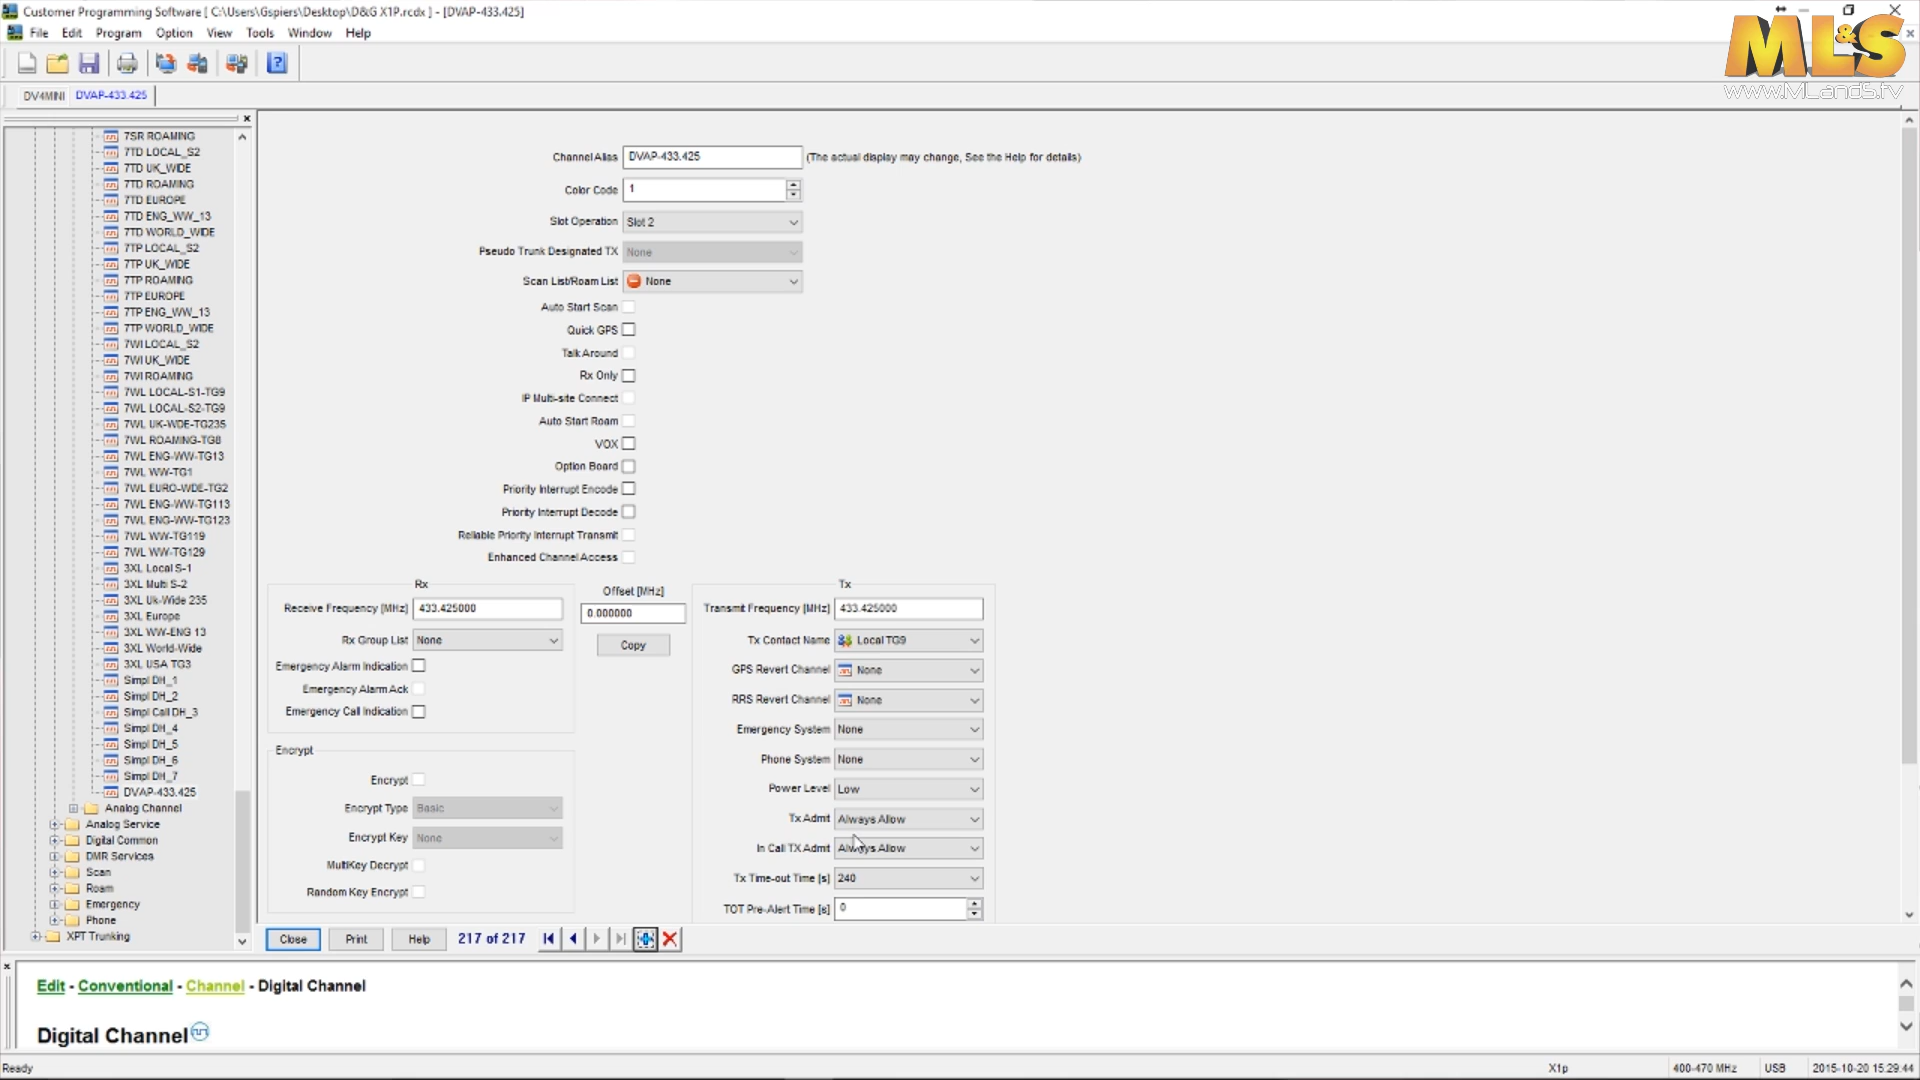 Customer Programming Software [ C:\Users\Gspiers\Desktop\D&G X1P.rcdx ] - [DVAP-433.425]
File Edit Program Option View Tools Window Help
ML&S
www.MLandS.tv
DV4MINI DVAP-433.425
7SR ROAMING
7TD LOCAL_S2
7TD UK_WIDE
7TD ROAMING
7TD EUROPE
7TD ENG_WW_13
7TD WORLD_WIDE
7TP LOCAL_S2
7TP UK_WIDE
7TP ROAMING
7TP EUROPE
7TP ENG_WW_13
7TP WORLD_WIDE
7WI LOCAL_S2
7WI UK_WIDE
7WI ROAMING
7WL LOCAL-S1-TG9
7WL LOCAL-S2-TG9
7WL UK-WDE-TG235
7WL ROAMING-TG8
7WL ENG-WW-TG13
7WL WW-TG1
7WL EURO-WDE-TG2
7WL ENG-WW-TG113
7WL ENG-WW-TG123
7WL WW-TG119
7WL WW-TG129
3XL Local S-1
3XL Multi S-2
3XL Uk-Wide 235
3XL Europe
3XL WW-ENG 13
3XL World-Wide
3XL USA TG3
Simpl DH_1
Simpl DH_2
Simpl Call DH_3
Simpl DH_4
Simpl DH_5
Simpl DH_6
Simpl DH_7
DVAP-433.425
Analog Channel
Analog Service
Digital Common
DMR Services
Scan
Roam
Emergency
Phone
XPT Trunking
Channel Alias DVAP-433.425 (The actual display may change, See the Help for details)
Color Code 1
Slot Operation Slot 2
Pseudo Trunk Designated TX None
Scan List/Roam List None
Auto Start Scan
Quick GPS
Talk Around
Rx Only
IP Multi-site Connect
Auto Start Roam
VOX
Option Board
Priority Interrupt Encode
Priority Interrupt Decode
Reliable Priority Interrupt Transmit
Enhanced Channel Access
Rx
Receive Frequency [MHz] 433.425000
Rx Group List None
Emergency Alarm Indication
Emergency Alarm Ack
Emergency Call Indication
Offset [MHz]
0.000000
Copy
Encrypt
Encrypt
Encrypt Type Basic
Encrypt Key None
MultiKey Decrypt
Random Key Encrypt
Tx
Transmit Frequency [MHz] 433.425000
Tx Contact Name Local TG9
GPS Revert Channel None
RRS Revert Channel None
Emergency System None
Phone System None
Power Level Low
Tx Admit Always Allow
In Call TX Admit Always Allow
Tx Time-out Time [s] 240
TOT Pre-Alert Time [s] 0
Close Print Help 217 of 217
Edit - Conventional - Channel - Digital Channel
Digital Channel
Ready X1p 400-470 MHz USB 2015-10-20 15:29:44